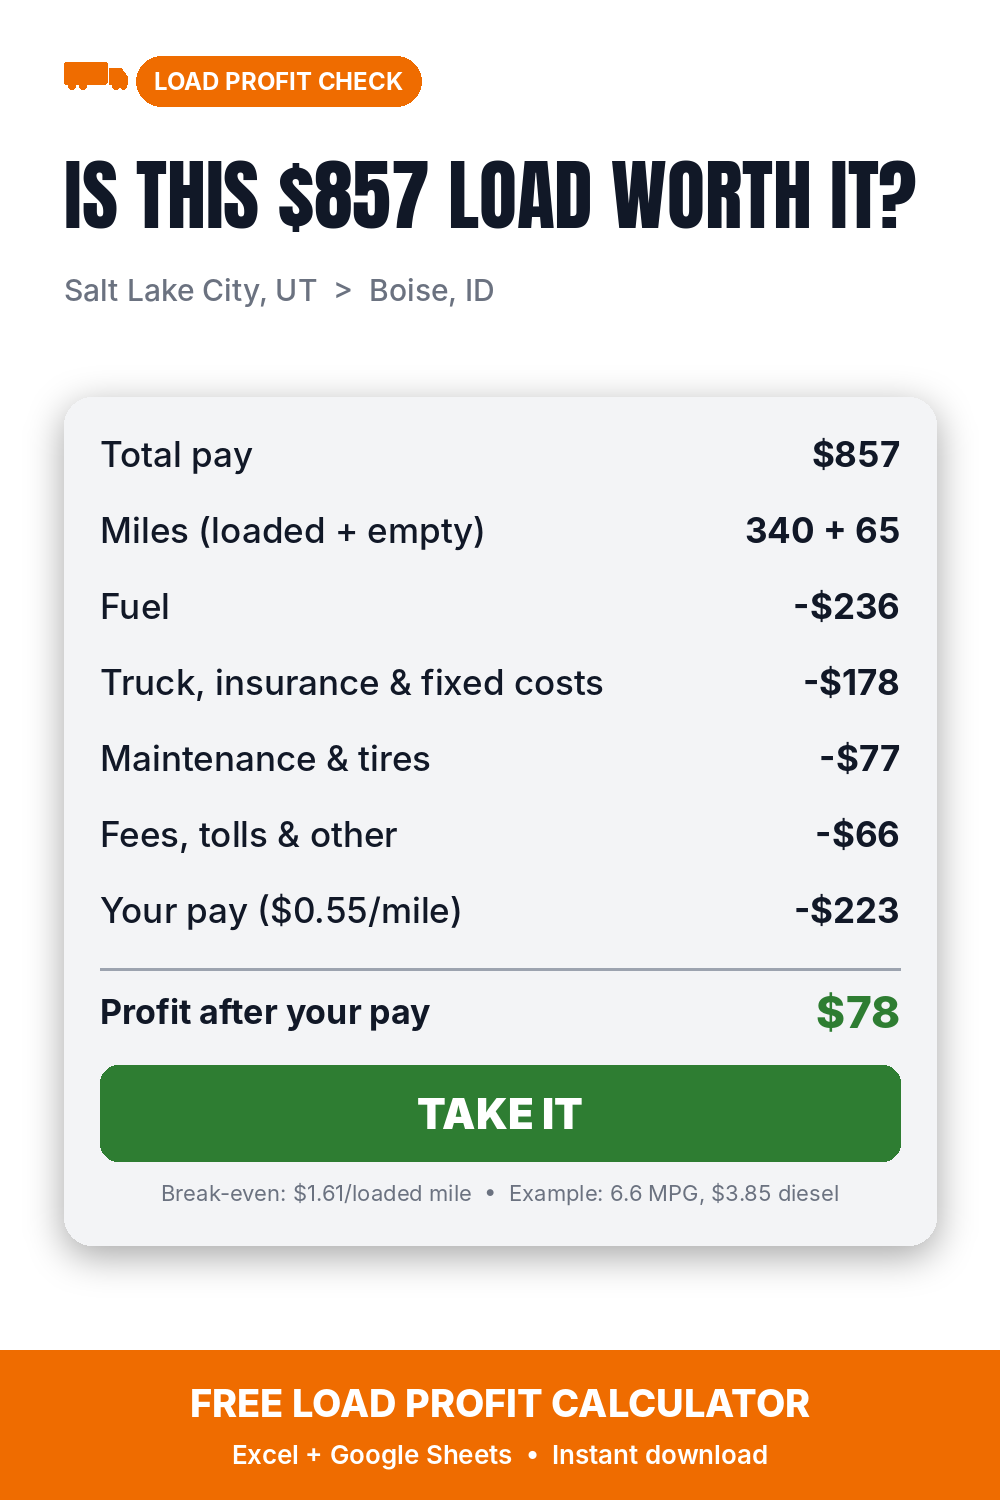 LOAD PROFIT CHECK
IS THIS $857 LOAD WORTH IT?
Salt Lake City, UT > Boise, ID
Total pay $857
Miles (loaded + empty) 340 + 65
Fuel -$236
Truck, insurance & fixed costs -$178
Maintenance & tires -$77
Fees, tolls & other -$66
Your pay ($0.55/mile) -$223
Profit after your pay $78
TAKE IT
Break-even: $1.61/loaded mile • Example: 6.6 MPG, $3.85 diesel
FREE LOAD PROFIT CALCULATOR
Excel + Google Sheets • Instant download